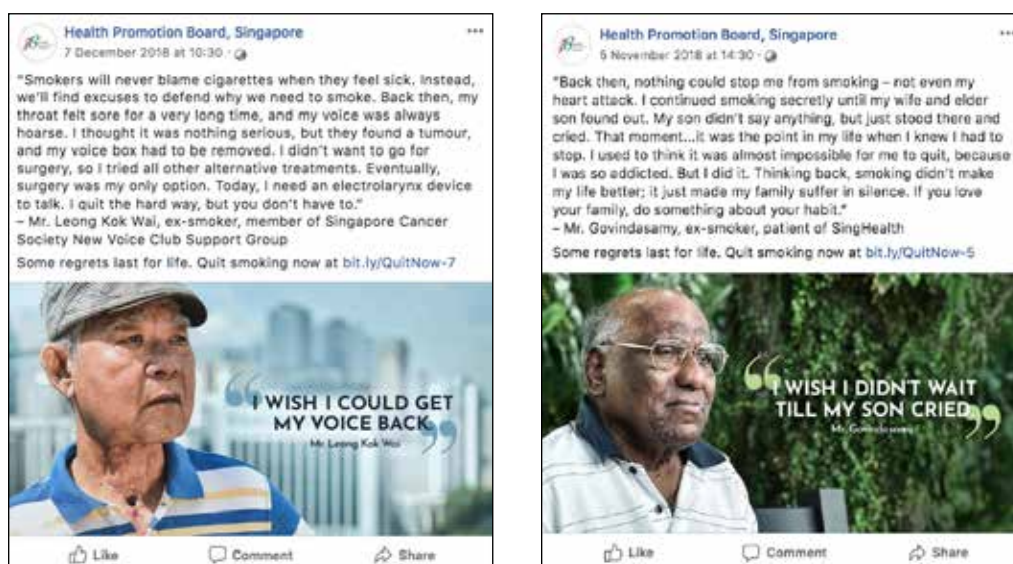 Health Promotion Board, Singapore
7 December 2018 at 10:30 ·
"Smokers will never blame cigarettes when they feel sick. Instead,
we'll find excuses to defend why we need to smoke. Back then, my
throat felt sore for a very long time, and my voice was always
hoarse. I thought it was nothing serious, but they found a tumour,
and my voice box had to be removed. I didn't want to go for
surgery, so I tried all other alternative treatments. Eventually,
surgery was my only option. Today, I need an electrolarynx device
to talk. I quit the hard way, but you don't have to."
– Mr. Leong Kok Wai, ex-smoker, member of Singapore Cancer
Society New Voice Club Support Group
Some regrets last for life. Quit smoking now at bit.ly/QuitNow-7
“I WISH I COULD GET
MY VOICE BACK”
Mr Leong Kok Wai
Like Comment Share
Health Promotion Board, Singapore
5 November 2018 at 14:30 ·
"Back then, nothing could stop me from smoking – not even my
heart attack. I continued smoking secretly until my wife and elder
son found out. My son didn't say anything, but just stood there and
cried. That moment...it was the point in my life when I knew I had to
stop. I used to think it was almost impossible for me to quit, because
I was so addicted. But I did it. Thinking back, smoking didn't make
my life better; it just made my family suffer in silence. If you love
your family, do something about your habit."
– Mr. Govindasamy, ex-smoker, patient of SingHealth
Some regrets last for life. Quit smoking now at bit.ly/QuitNow-5
“I WISH I DIDN'T WAIT
TILL MY SON CRIED”
Mr. Govindasamy
Like Comment Share